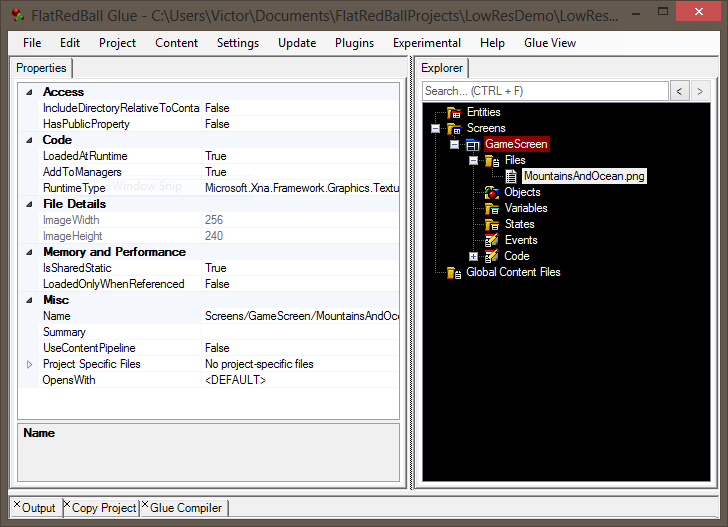 FlatRedBall Glue - C:\Users\Victor\Documents\FlatRedBallProjects\LowResDemo\LowRes...
File Edit Project Content Settings Update Plugins Experimental Help Glue View
Properties
Access
IncludeDirectoryRelativeToConta False
HasPublicProperty False
Code
LoadedAtRuntime True
AddToManagers True
RuntimeType Microsoft.Xna.Framework.Graphics.Textu
Window Snip
File Details
ImageWidth 256
ImageHeight 240
Memory and Performance
IsSharedStatic True
LoadedOnlyWhenReferenced False
Misc
Name Screens/GameScreen/MountainsAndOce
Summary
UseContentPipeline False
Project Specific Files No project-specific files
OpensWith <DEFAULT>
Name
Explorer
Search... (CTRL + F) < >
Entities
Screens
GameScreen
Files
MountainsAndOcean.png
Objects
Variables
States
Events
Code
Global Content Files
Output Copy Project Glue Compiler